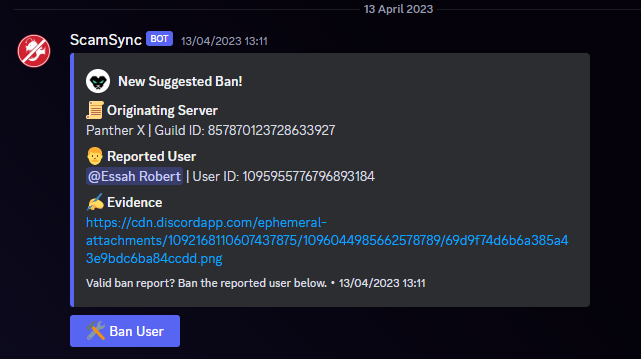 13 April 2023
ScamSync BOT 13/04/2023 13:11
New Suggested Ban!
Originating Server
Panther X | Guild ID: 857870123728633927
Reported User
@Essah Robert | User ID: 1095955776796893184
Evidence
https://cdn.discordapp.com/ephemeral-
attachments/1092168110607437875/1096044985662578789/69d9f74d6b6a385a4
3e9bdc6ba84ccdd.png
Valid ban report? Ban the reported user below. • 13/04/2023 13:11
Ban User